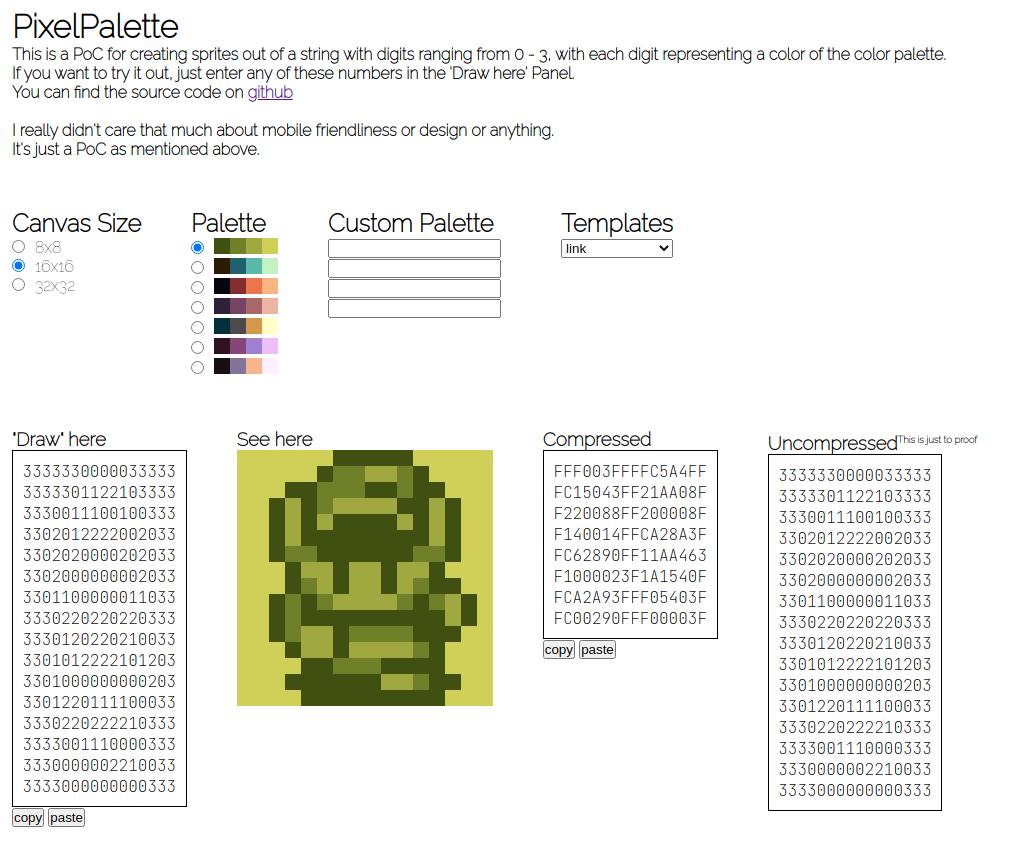 PixelPalette
This is a PoC for creating sprites out of a string with digits ranging from 0 - 3, with each digit representing a color of the color palette.
If you want to try it out, just enter any of these numbers in the 'Draw here' Panel.
You can find the source code on github
I really didn't care that much about mobile friendliness or design or anything.
It's just a PoC as mentioned above.
Canvas Size
8x8
16x16
32x32
Palette
Custom Palette
Templates
link
"Draw" here
3333330000033333
3333301122103333
3330011100100333
3302012222002033
3302020000202033
3302000000002033
3301100000011033
3330220220220333
3330120220210033
3301012222101203
3301000000000203
3301220111100033
3330220222210333
3333001110000333
3330000002210033
3333000000000333
copy paste
See here
Compressed
FFF003FFFFC5A4FF
FC15043FF21AA08F
F220088FF200008F
F140014FFCA28A3F
FC62890FF11AA463
F1000023F1A1540F
FCA2A93FFF05403F
FC00290FFF00003F
copy paste
Uncompressed This is just to proof
3333330000033333
3333301122103333
3330011100100333
3302012222002033
3302020000202033
3302000000002033
3301100000011033
3330220220220333
3330120220210033
3301012222101203
3301000000000203
3301220111100033
3330220222210333
3333001110000333
3330000002210033
3333000000000333